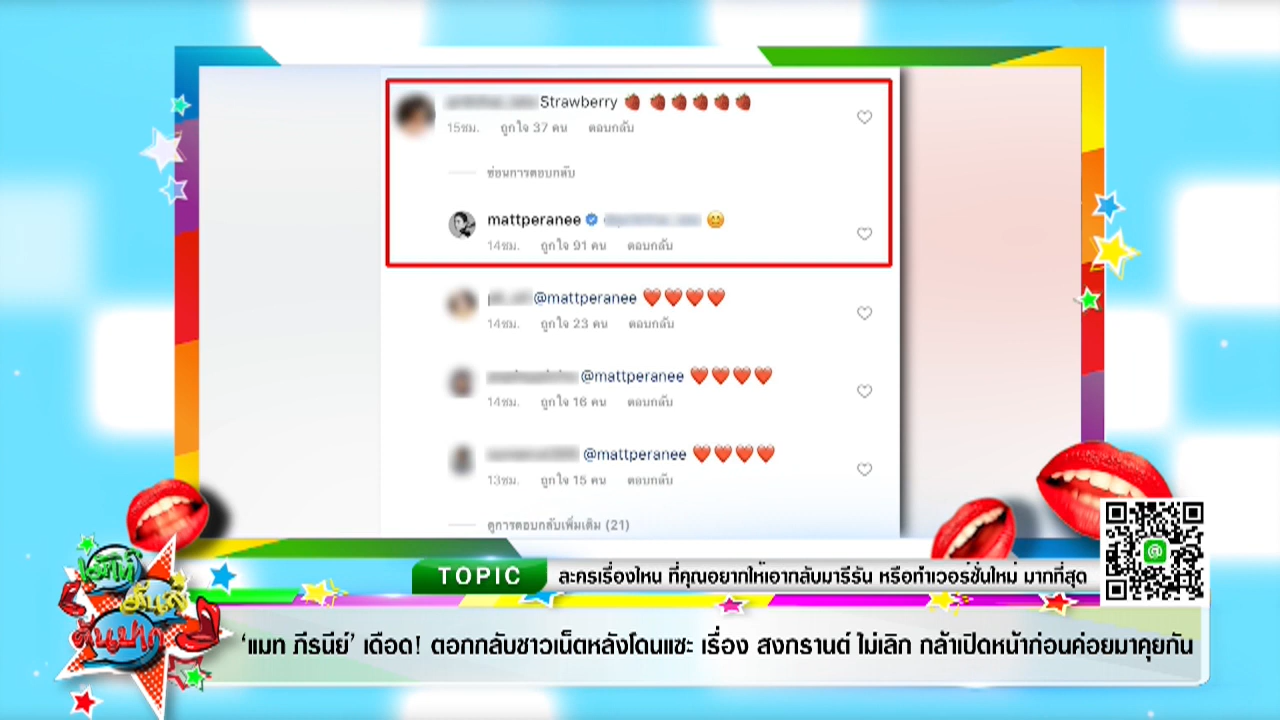 Strawberry 🍓 🍓🍓🍓🍓🍓
15ชม. ถูกใจ 37 คน ตอบกลับ
ซ่อนการตอบกลับ
mattperanee 😊
14ชม. ถูกใจ 91 คน ตอบกลับ
@mattperanee ❤️❤️❤️❤️
14ชม. ถูกใจ 23 คน ตอบกลับ
@mattperanee ❤️❤️❤️❤️
14ชม. ถูกใจ 16 คน ตอบกลับ
@mattperanee ❤️❤️❤️❤️
13ชม. ถูกใจ 15 คน ตอบกลับ
ดูการตอบกลับเพิ่มเติม (21)
TOPIC ละครเรื่องไหน ที่คุณอยากให้เอากลับมารีรัน หรือทำเวอร์ชั่นใหม่ มากที่สุด
‘แมท ภีรนีย์’ เดือด! ตอกกลับชาวเน็ตหลังโดนแซะ เรื่อง สงกรานต์ ไม่เลิก กล้าเปิดหน้าก่อนค่อยมาคุยกัน